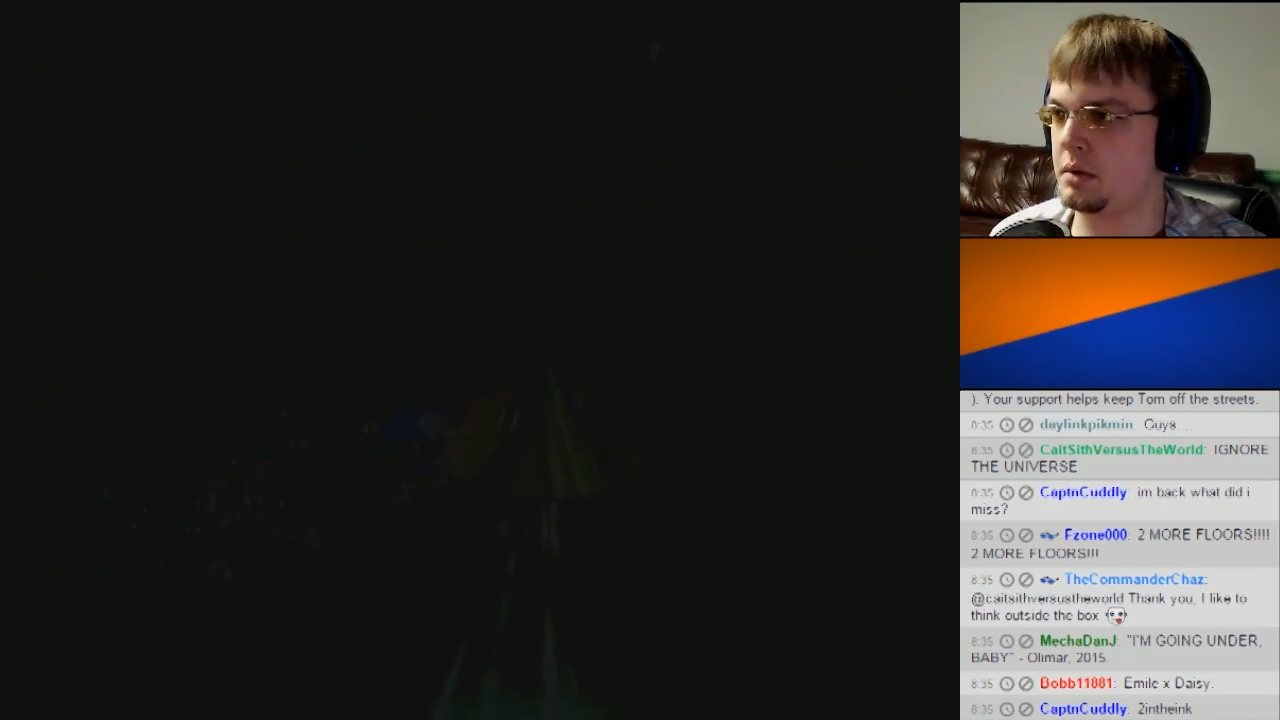 ). Your support helps keep Tom off the streets.
8:35 daylinkpikmin: Guys....
8:35 CaitSithVersusTheWorld: IGNORE
THE UNIVERSE
8:35 CaptnCuddly: im back what did i
miss?
8:35 Fzone000: 2 MORE FLOORS!!!!
2 MORE FLOORS!!!
8:35 TheCommanderChaz:
@caitsithversustheworld Thank you, I like to
think outside the box
8:35 MechaDanJ: "I'M GOING UNDER,
BABY" - Olimar, 2015.
8:35 Bobb11881: Emile x Daisy.
8:35 CaptnCuddly: 2intheink